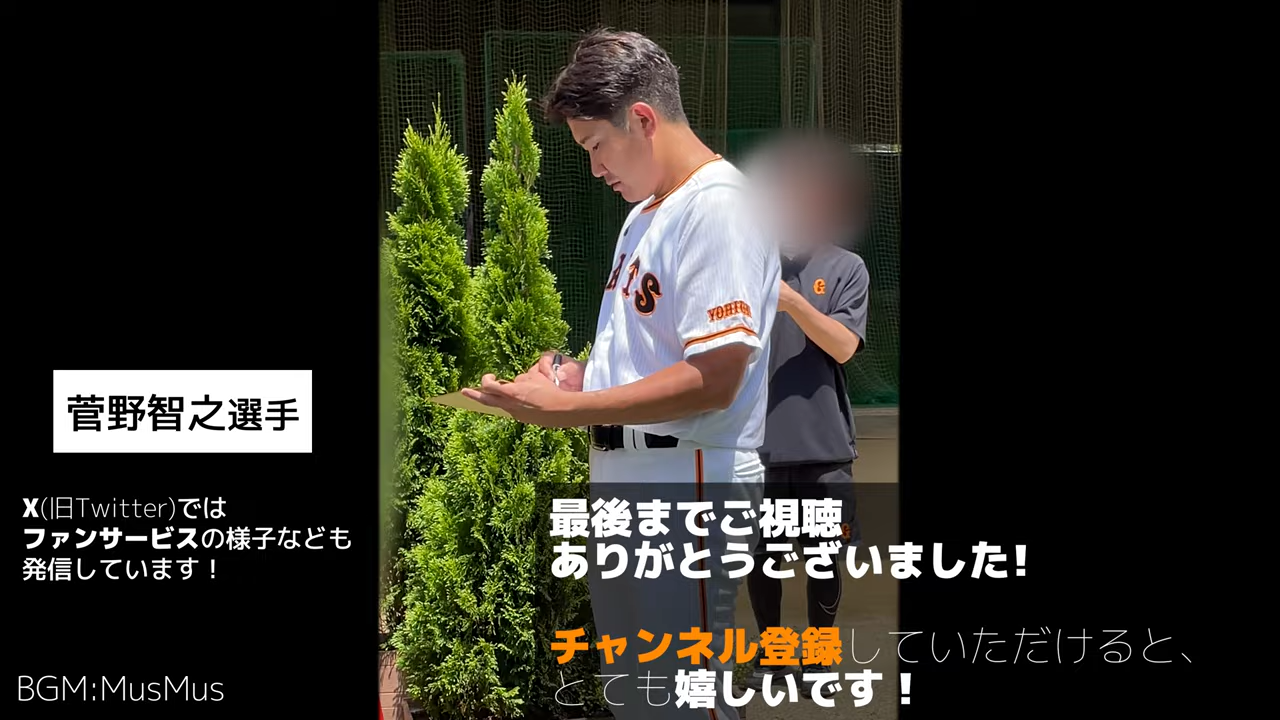 菅野智之選手
X(旧Twitter)では
ファンサービスの様子なども
発信しています！
BGM:MusMus
最後までご視聴
ありがとうございました!
チャンネル登録していただけると、
とても嬉しいです！
G